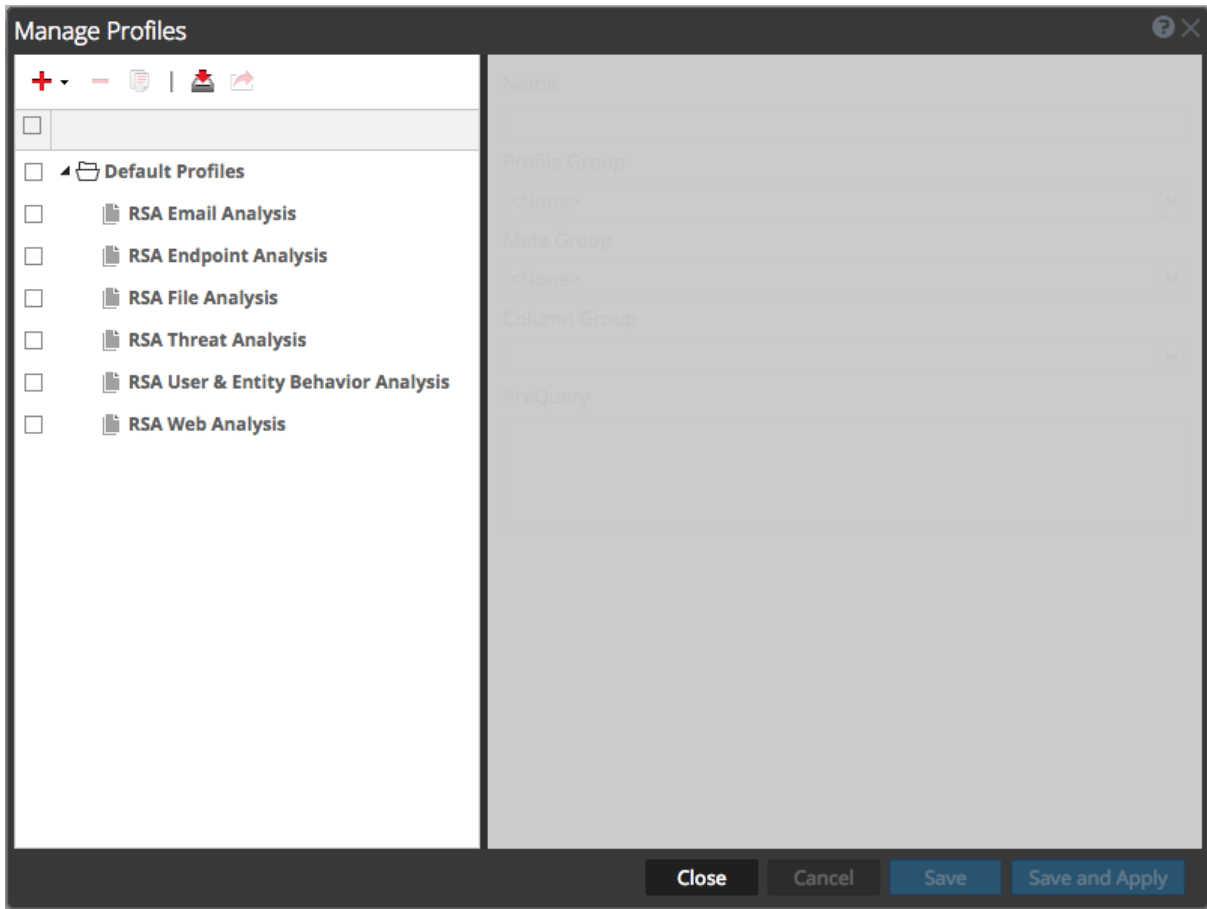 Manage Profiles
Default Profiles
RSA Email Analysis
RSA Endpoint Analysis
RSA File Analysis
RSA Threat Analysis
RSA User & Entity Behavior Analysis
RSA Web Analysis
Name
Profile Group
<None>
Meta Group
<None>
Column Group
PreQuery
Close
Cancel
Save
Save and Apply